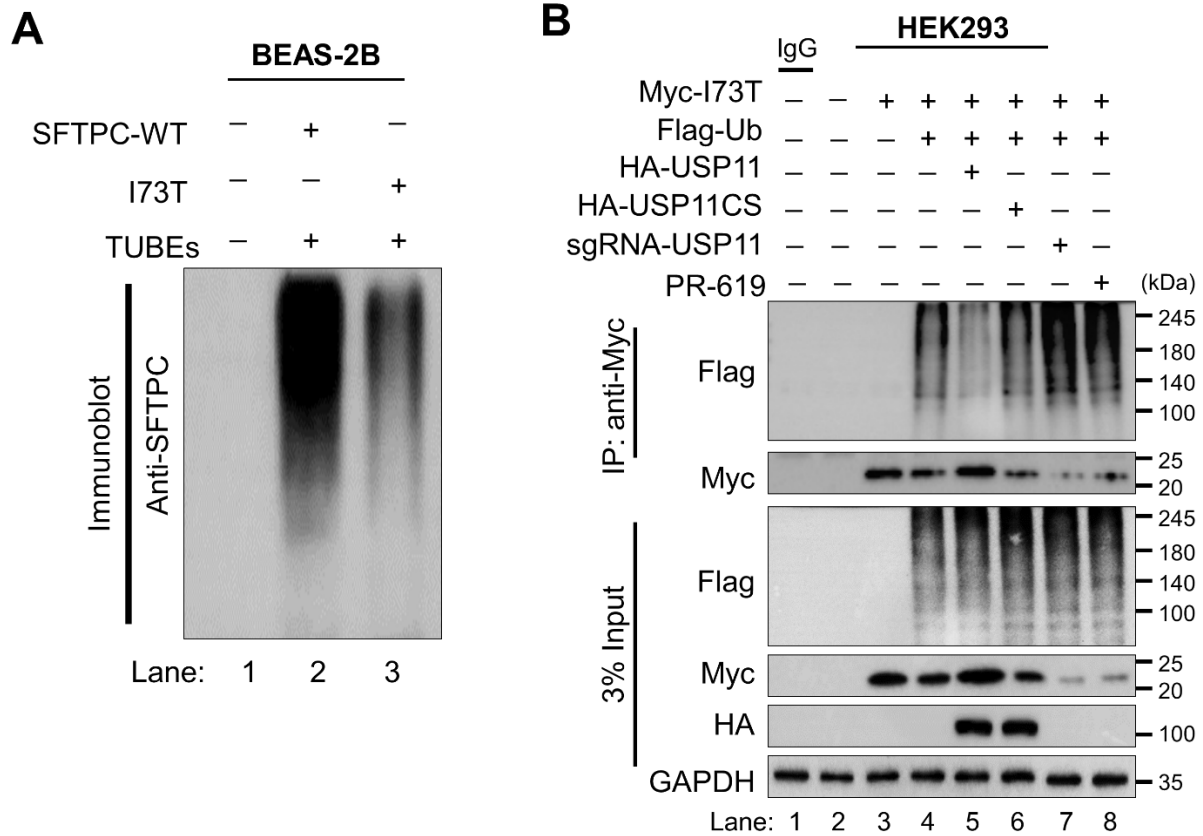 A
BEAS-2B
SFTPC-WT – + –
I73T – – +
TUBEs – + +
Immunoblot
Anti-SFTPC
Lane: 1 2 3
B
IgG
HEK293
Myc-I73T – – + + + + + +
Flag-Ub – – – + + + + +
HA-USP11 – – – – + – – –
HA-USP11CS – – – – – + – –
sgRNA-USP11 – – – – – – + –
PR-619 – – – – – – – +
(kDa)
IP: anti-Myc
Flag
245
180
140
100
Myc
25
20
3% Input
Flag
245
180
140
100
Myc
25
20
HA
100
GAPDH
35
Lane: 1 2 3 4 5 6 7 8